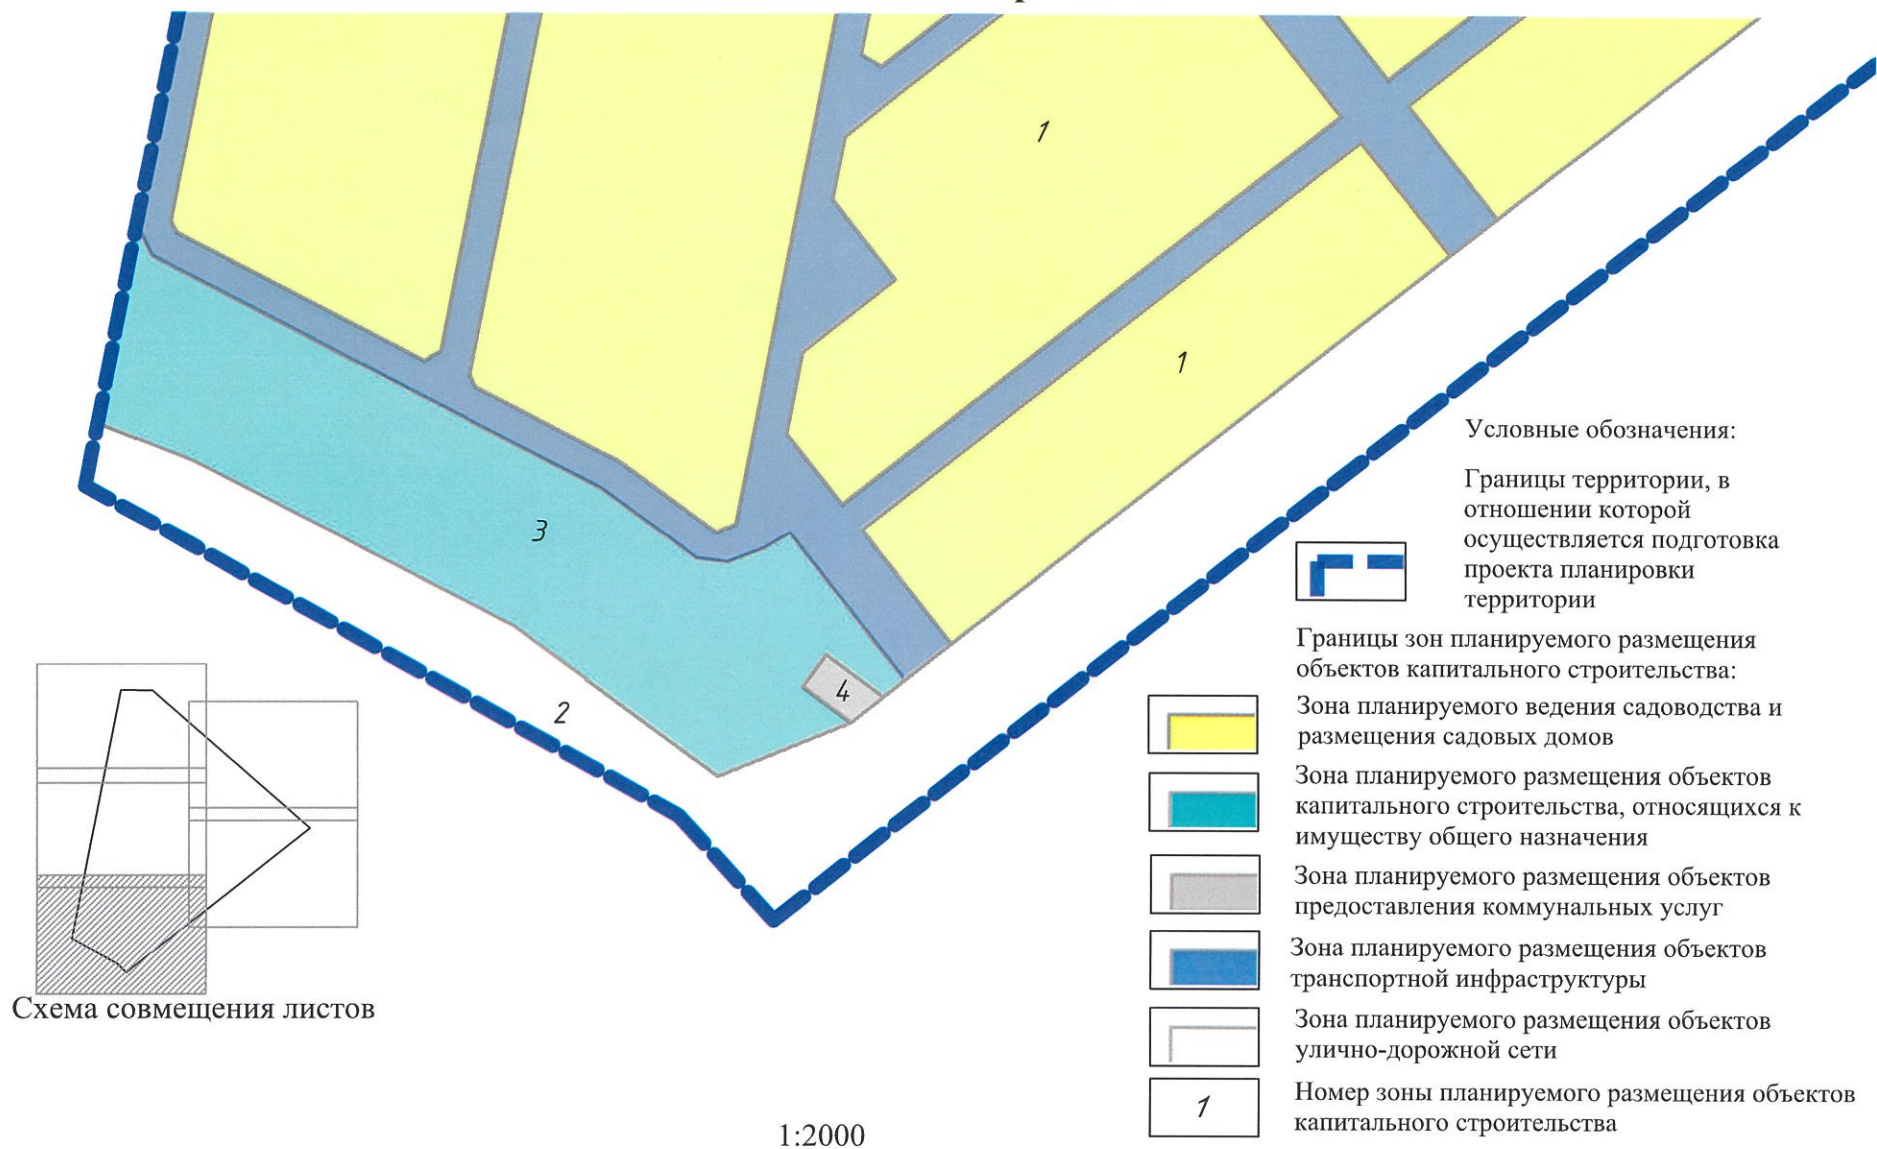 1
1
3
2
4
Условные обозначения:
Границы территории, в
отношении которой
осуществляется подготовка
проекта планировки
территории
Границы зон планируемого размещения
объектов капитального строительства:
Зона планируемого ведения садоводства и
размещения садовых домов
Зона планируемого размещения объектов
капитального строительства, относящихся к
имуществу общего назначения
Зона планируемого размещения объектов
предоставления коммунальных услуг
Зона планируемого размещения объектов
транспортной инфраструктуры
Зона планируемого размещения объектов
улично-дорожной сети
1
Номер зоны планируемого размещения объектов
капитального строительства
Схема совмещения листов
1:2000